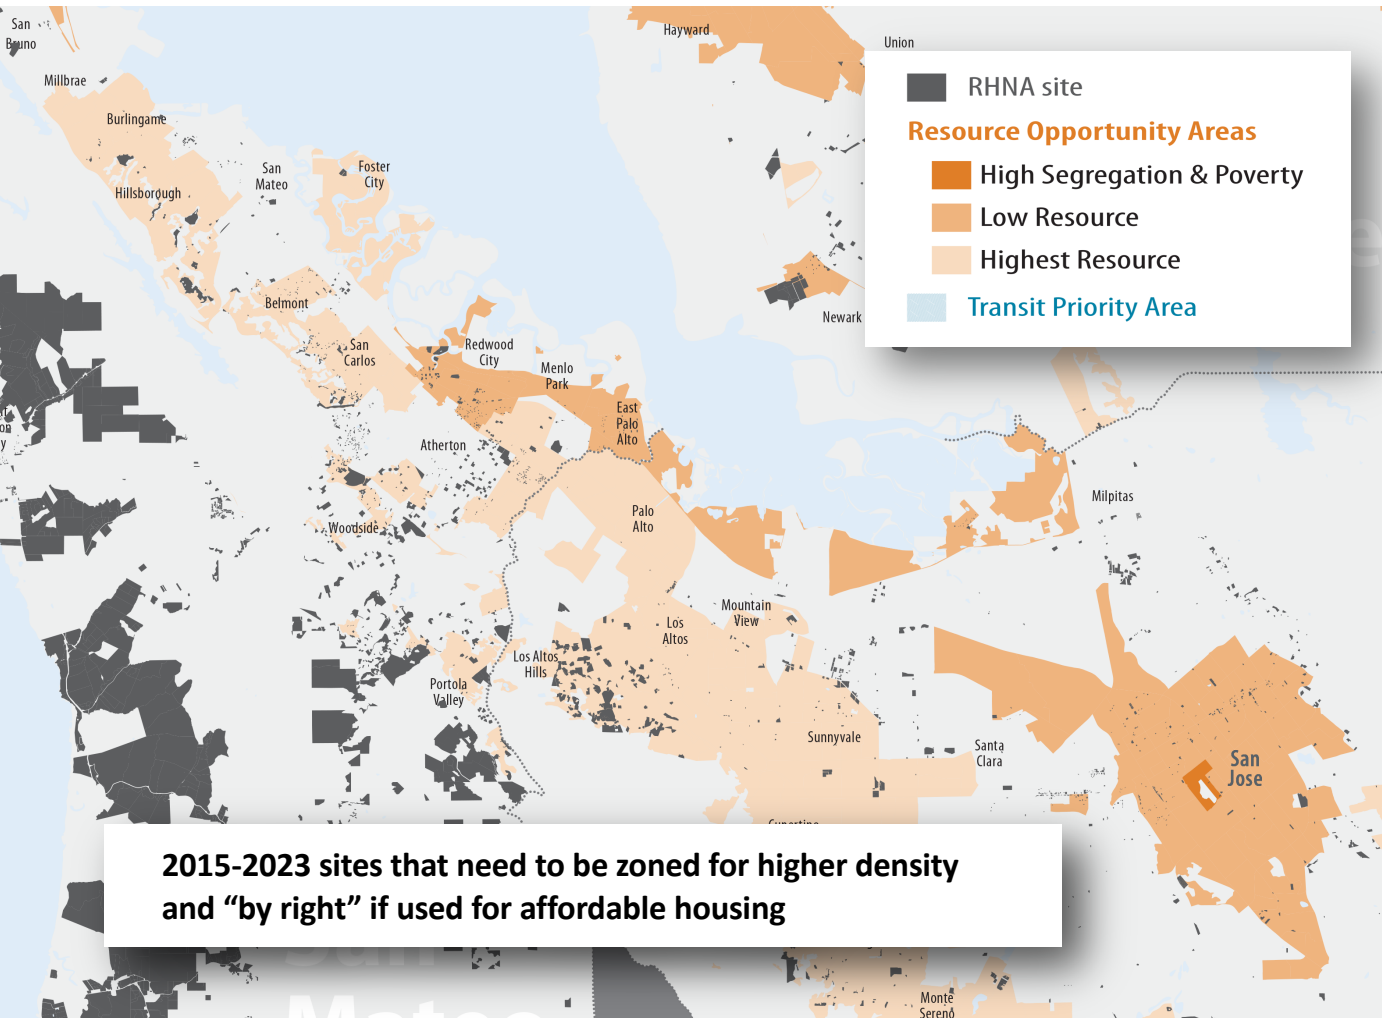 San
Bruno
Millbrae
Burlingame
Hillsborough
San
Mateo
Foster
City
Belmont
San
Carlos
Redwood
City
Menlo
Park
East
Palo
Alto
Atherton
Woodside
Palo
Alto
Portola
Valley
Los Altos
Hills
Los
Altos
Mountain
View
Sunnyvale
Santa
Clara
Cupertino
Hayward
Union
Newark
Milpitas
San
Jose
Monte
Sereno
RHNA site
Resource Opportunity Areas
High Segregation & Poverty
Low Resource
Highest Resource
Transit Priority Area
2015-2023 sites that need to be zoned for higher density
and “by right” if used for affordable housing
San
Mateo